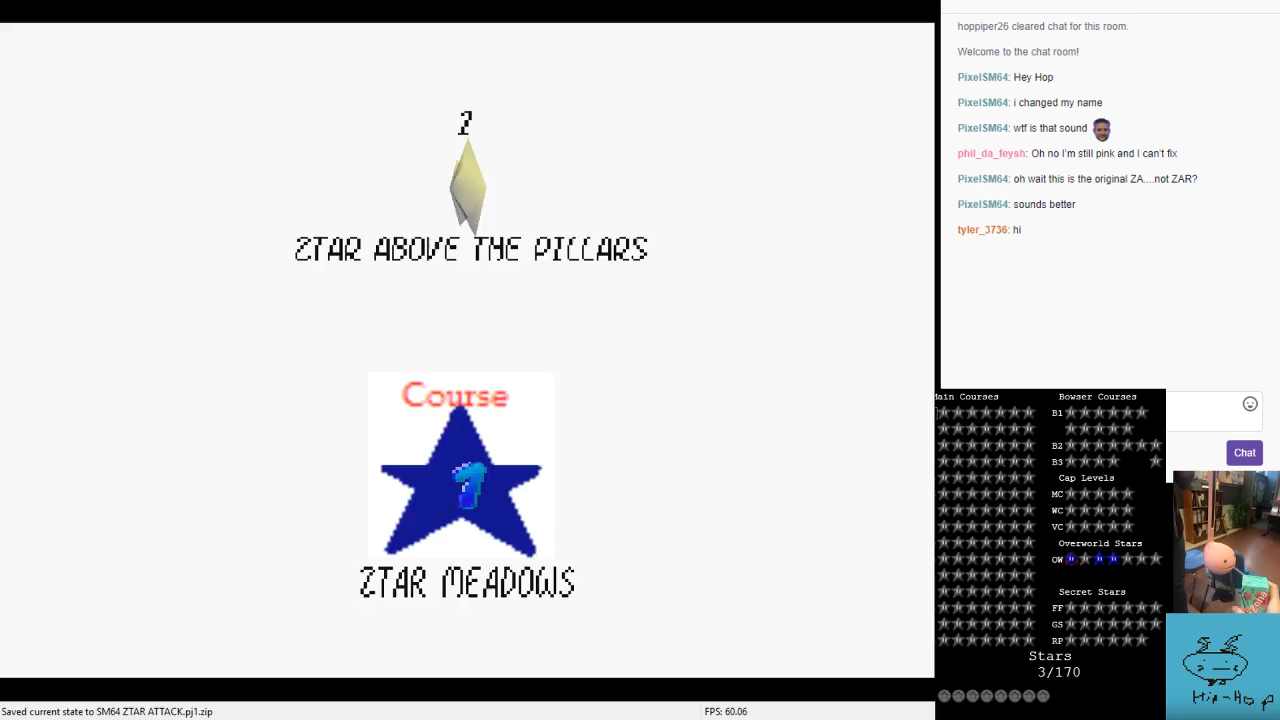 2
ZTAR ABOVE THE PILLARS
Course
1
ZTAR MEADOWS
Saved current state to SM64 ZTAR ATTACK.pj1.zip
FPS: 60.06
hoppiper26 cleared chat for this room.
Welcome to the chat room!
PixelSM64: Hey Hop
PixelSM64: i changed my name
PixelSM64: wtf is that sound
phil_da_feysh: Oh no I'm still pink and I can't fix
PixelSM64: oh wait this is the original ZA....not ZAR?
PixelSM64: sounds better
tyler_3736: hi
Chat
Main Courses
Bowser Courses
B1
B2
B3
Cap Levels
MC
WC
VC
Overworld Stars
OW
Secret Stars
FF
GS
RP
Stars
3/170
Hip-Hop